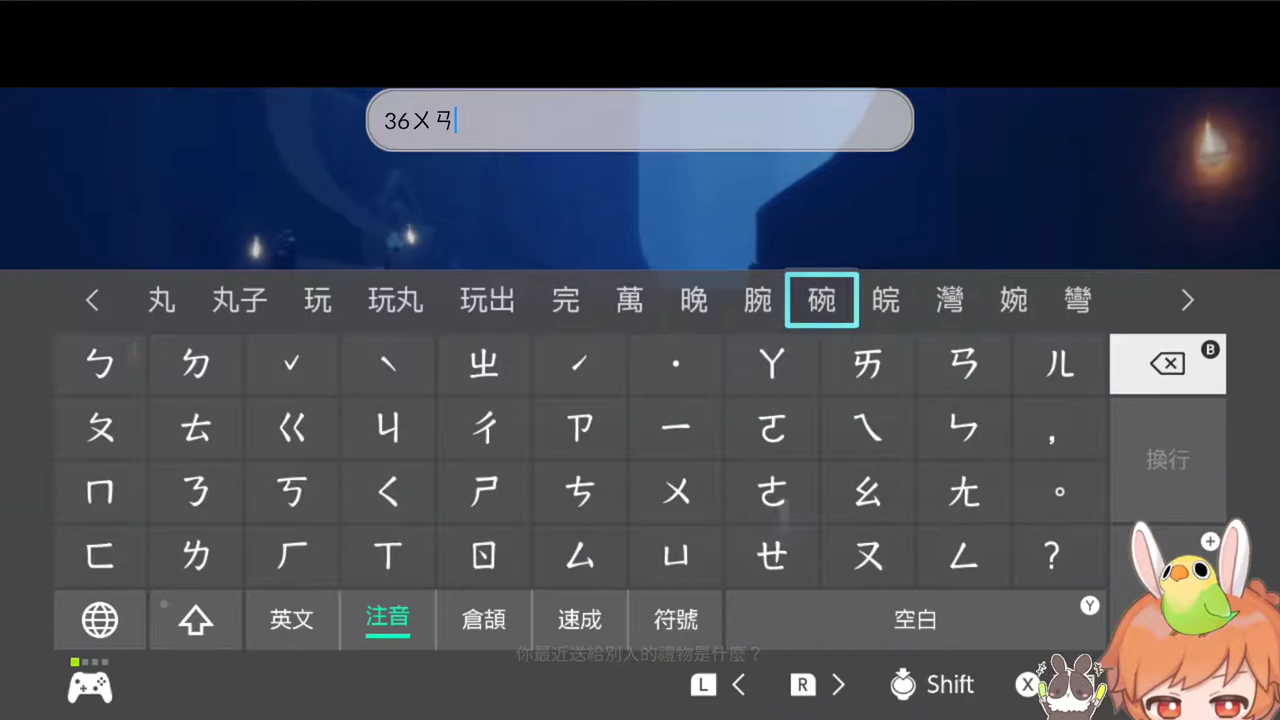 36ㄨㄢ
丸 丸子 玩 玩丸 玩出 完 萬 晚 腕 碗 皖 灣 婉 彎
ㄅ ㄉ ˇ ˋ ㄓ ˊ ˙ ㄚ ㄞ ㄢ ㄦ B
ㄆ ㄊ ㄍ ㄐ ㄔ ㄗ ㄧ ㄛ ㄟ ㄣ ，
換行
ㄇ ㄋ ㄎ ㄑ ㄕ ㄘ ㄨ ㄜ ㄠ ㄤ 。
ㄈ ㄌ ㄏ ㄒ ㄖ ㄙ ㄩ ㄝ ㄡ ㄥ ？ +
英文 注音 倉頡 速成 符號 空白 Y
你最近送給別人的禮物是什麼？
L R Shift X